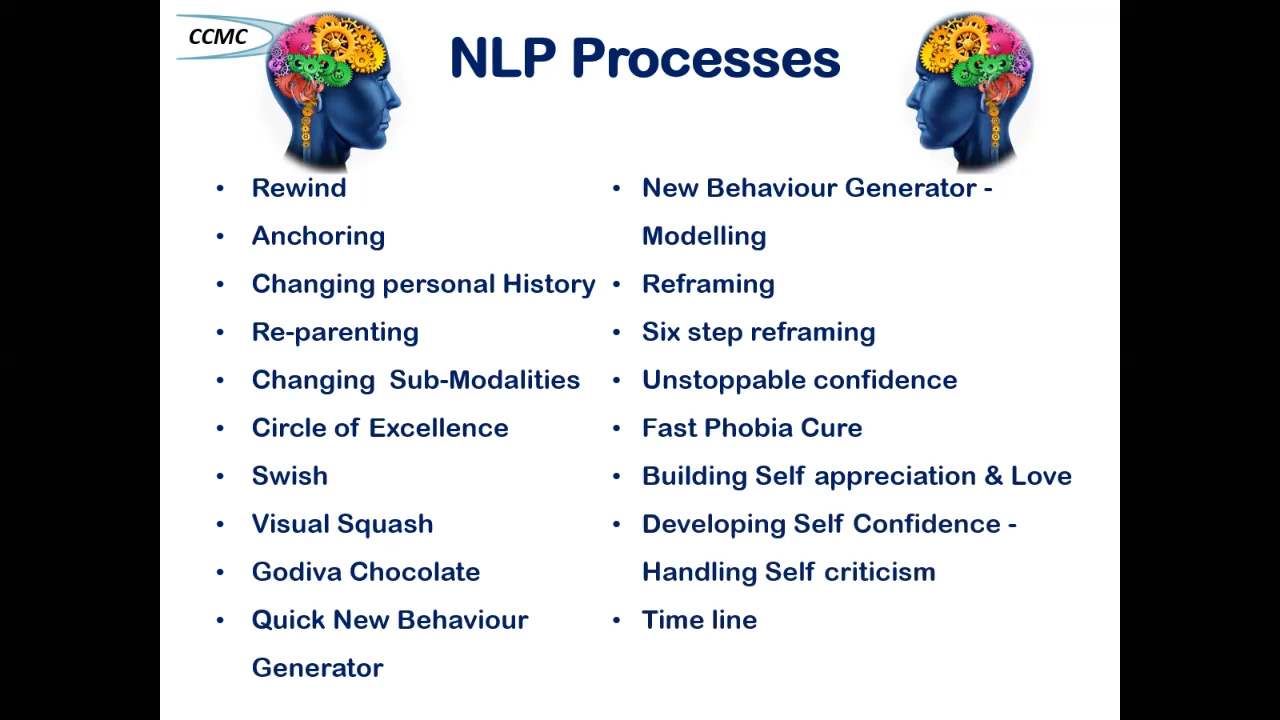 CCMC
NLP Processes
• Rewind
• Anchoring
• Changing personal History
• Re-parenting
• Changing Sub-Modalities
• Circle of Excellence
• Swish
• Visual Squash
• Godiva Chocolate
• Quick New Behaviour
Generator
• New Behaviour Generator -
Modelling
• Reframing
• Six step reframing
• Unstoppable confidence
• Fast Phobia Cure
• Building Self appreciation & Love
• Developing Self Confidence -
Handling Self criticism
• Time line